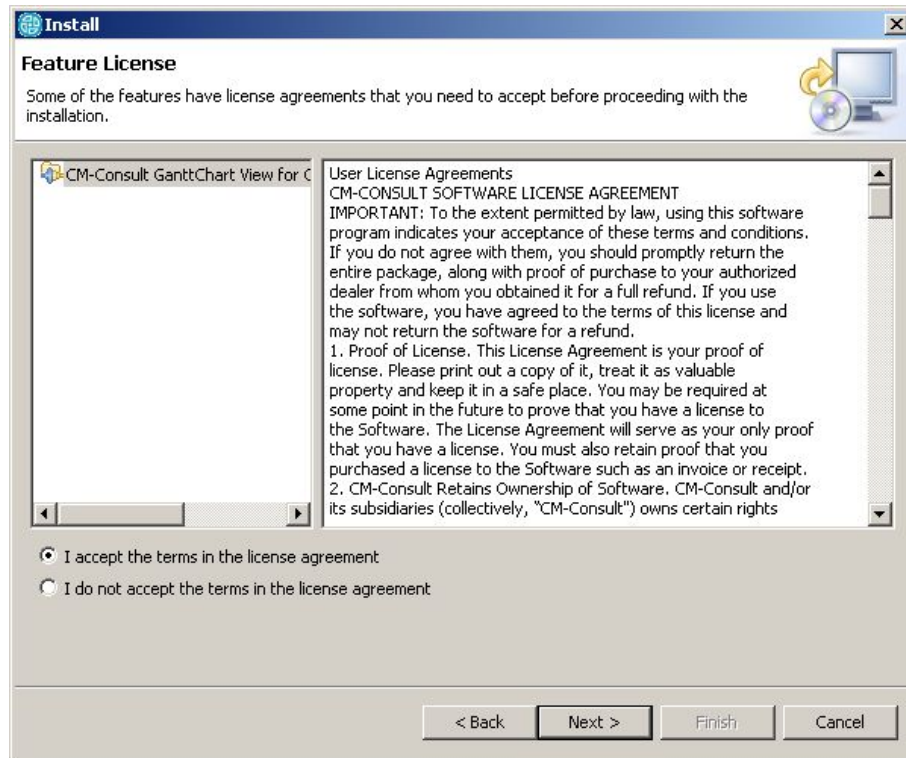 Install
Feature License
Some of the features have license agreements that you need to accept before proceeding with the
installation.
CM-Consult GanttChart View for C
User License Agreements
CM-CONSULT SOFTWARE LICENSE AGREEMENT
IMPORTANT: To the extent permitted by law, using this software
program indicates your acceptance of these terms and conditions.
If you do not agree with them, you should promptly return the
entire package, along with proof of purchase to your authorized
dealer from whom you obtained it for a full refund. If you use
the software, you have agreed to the terms of this license and
may not return the software for a refund.
1. Proof of License. This License Agreement is your proof of
license. Please print out a copy of it, treat it as valuable
property and keep it in a safe place. You may be required at
some point in the future to prove that you have a license to
the Software. The License Agreement will serve as your only proof
that you have a license. You must also retain proof that you
purchased a license to the Software such as an invoice or receipt.
2. CM-Consult Retains Ownership of Software. CM-Consult and/or
its subsidiaries (collectively, "CM-Consult") owns certain rights
I accept the terms in the license agreement
I do not accept the terms in the license agreement
< Back
Next >
Finish
Cancel